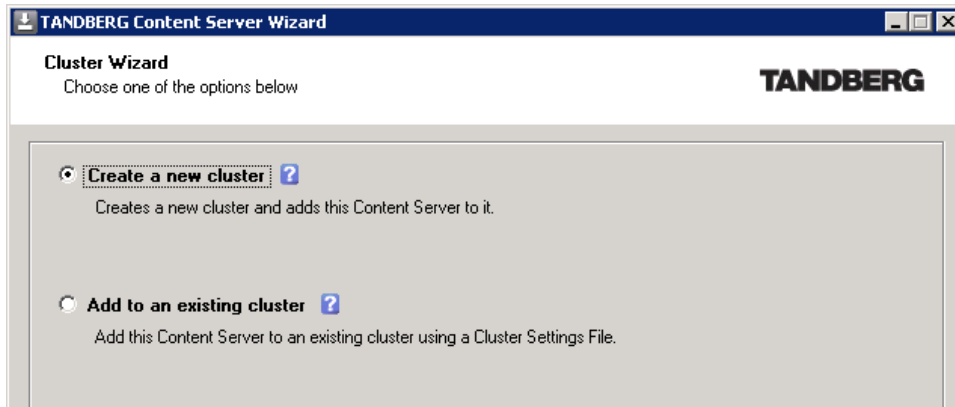 TANDBERG Content Server Wizard
Cluster Wizard
Choose one of the options below
TANDBERG
Create a new cluster ?
Creates a new cluster and adds this Content Server to it.
Add to an existing cluster ?
Add this Content Server to an existing cluster using a Cluster Settings File.